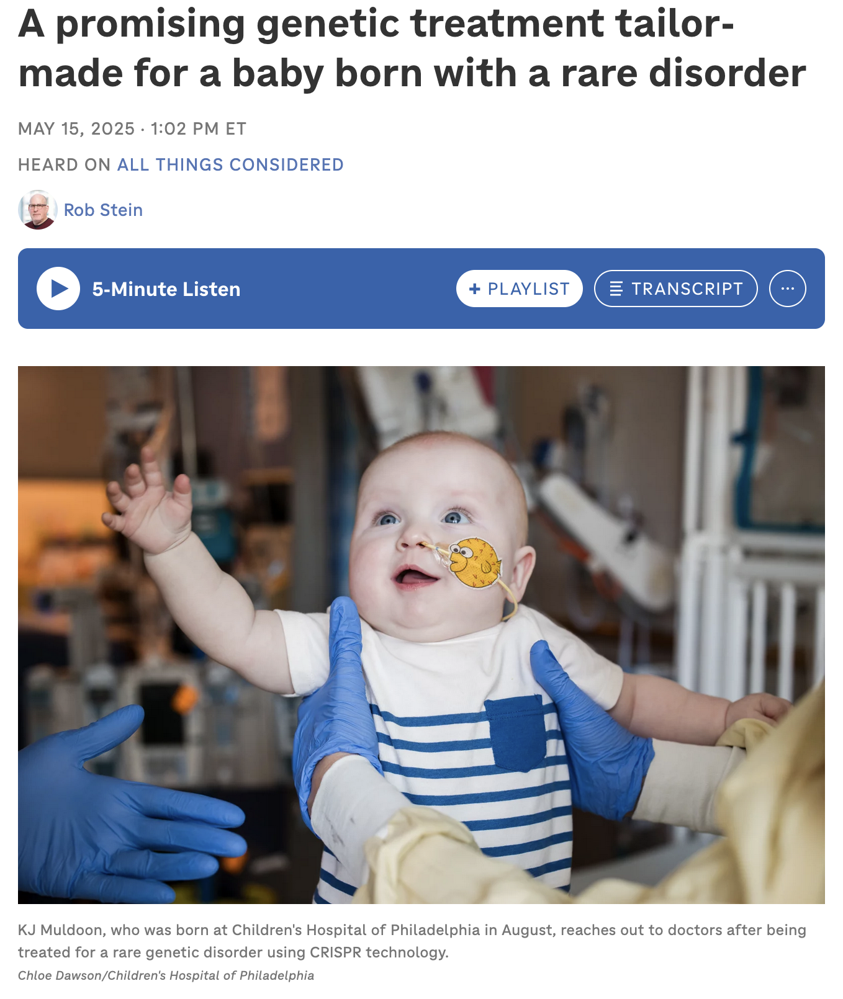 A promising genetic treatment tailor-
made for a baby born with a rare disorder
MAY 15, 2025 · 1:02 PM ET
HEARD ON ALL THINGS CONSIDERED
Rob Stein
5-Minute Listen
+ PLAYLIST
TRANSCRIPT
KJ Muldoon, who was born at Children's Hospital of Philadelphia in August, reaches out to doctors after being
treated for a rare genetic disorder using CRISPR technology.
Chloe Dawson/Children's Hospital of Philadelphia